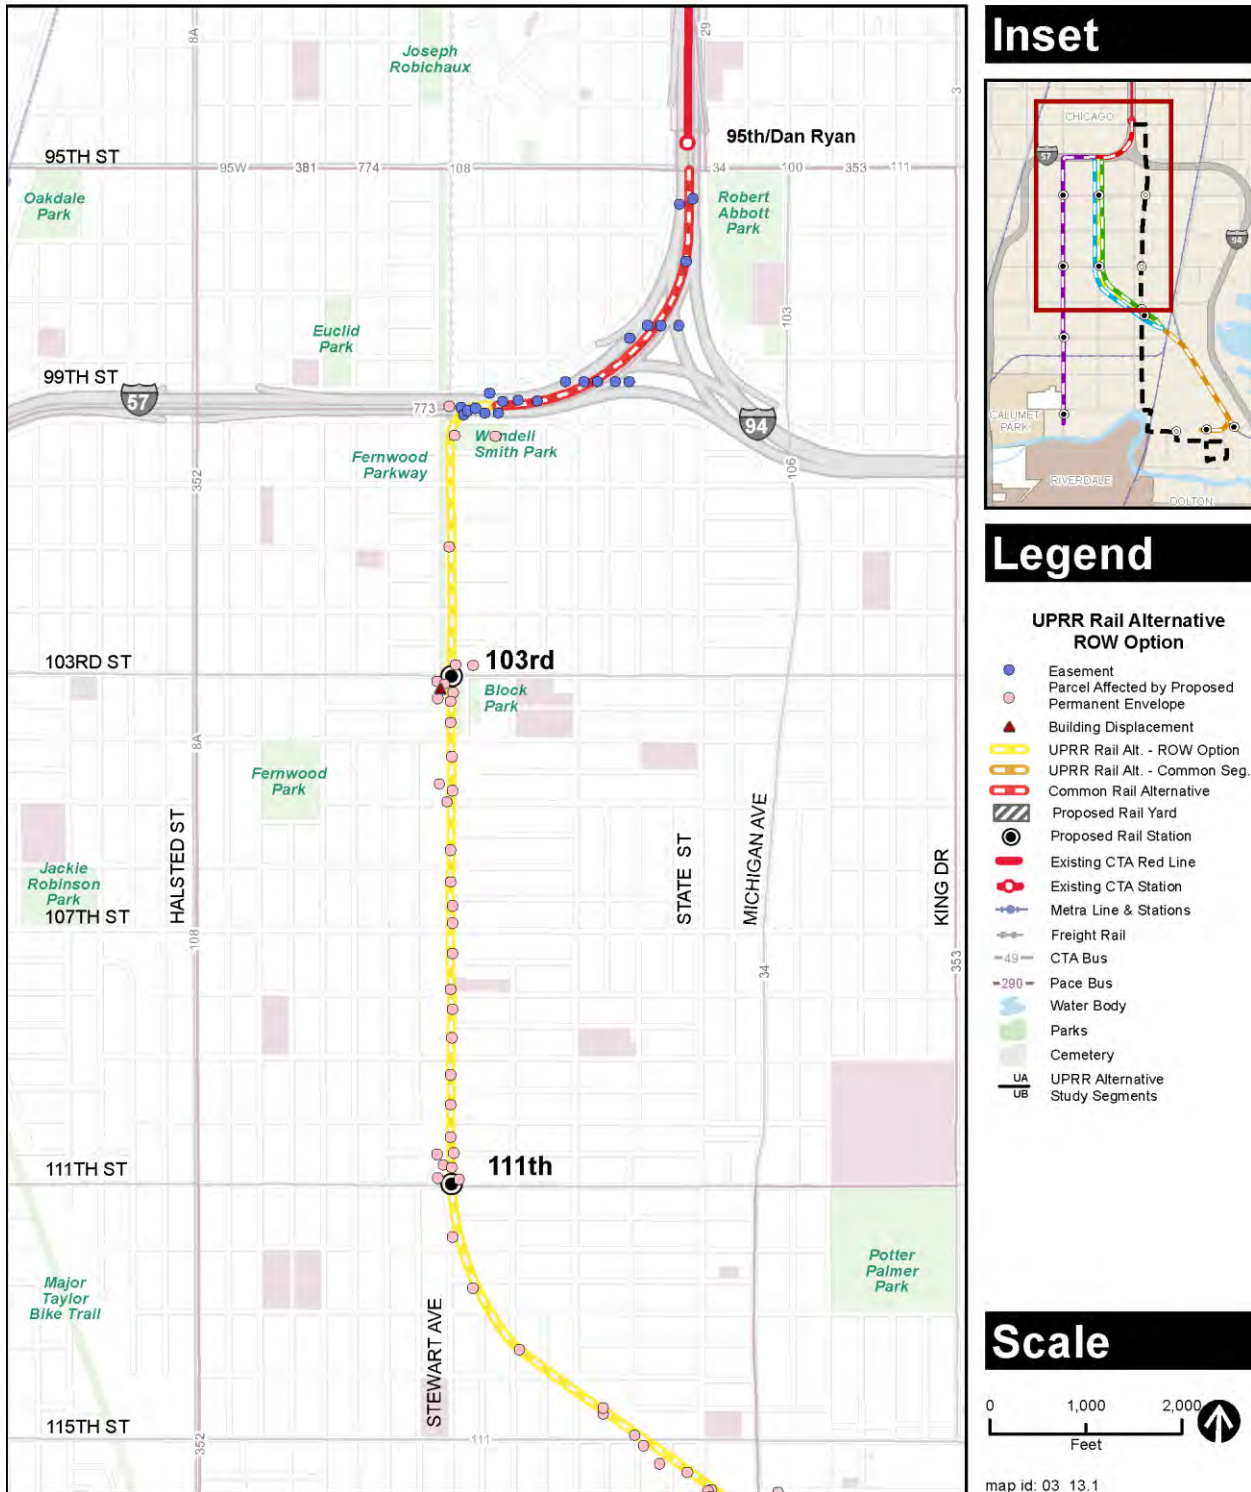 Joseph
Robichaux
8A
29
3
95th/Dan Ryan
95TH ST
95W
381
774
108
34
100
353
111
Oakdale
Park
Robert
Abbott
Park
103
Euclid
Park
99TH ST
57
773
94
Wendell
Smith Park
Fernwood
Parkway
352
106
103RD ST
103rd
Block
Park
8A
Fernwood
Park
HALSTED ST
STATE ST
MICHIGAN AVE
KING DR
Jackie
Robinson
Park
107TH ST
108
34
353
111TH ST
111th
Major
Taylor
Bike Trail
Potter
Palmer
Park
STEWART AVE
115TH ST
352
111
Inset
CHICAGO
57
94
CALUMET
PARK
RIVERDALE
DOLTON
Legend
UPRR Rail Alternative
ROW Option
Easement
Parcel Affected by Proposed
Permanent Envelope
Building Displacement
UPRR Rail Alt. - ROW Option
UPRR Rail Alt. - Common Seg.
Common Rail Alternative
Proposed Rail Yard
Proposed Rail Station
Existing CTA Red Line
Existing CTA Station
Metra Line & Stations
Freight Rail
49 CTA Bus
290 Pace Bus
Water Body
Parks
Cemetery
UA UPRR Alternative
UB Study Segments
Scale
0 1,000 2,000
Feet
map id: 03_13.1